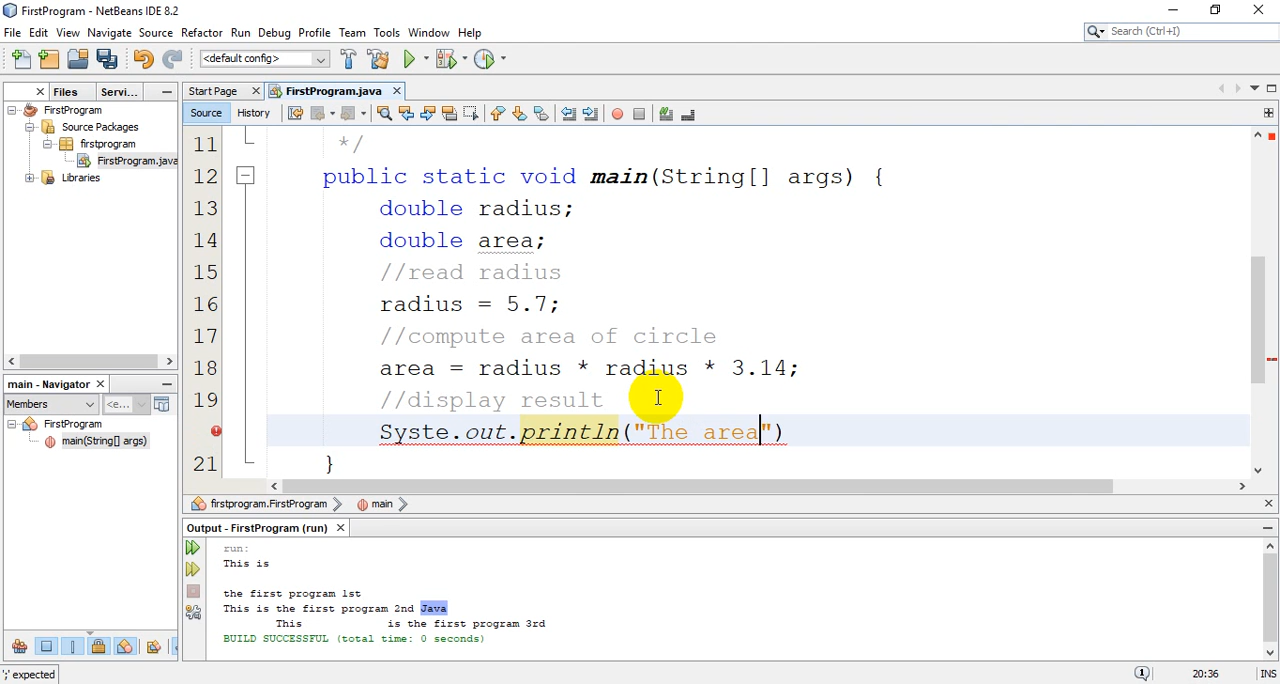 FirstProgram - NetBeans IDE 8.2
File Edit View Navigate Source Refactor Run Debug Profile Team Tools Window Help
Search (Ctrl+I)
<default config>
Files Servi...
Start Page FirstProgram.java
Source History
FirstProgram
Source Packages
firstprogram
FirstProgram.java
Libraries
11 */
12 public static void main(String[] args) {
13 double radius;
14 double area;
15 //read radius
16 radius = 5.7;
17 //compute area of circle
18 area = radius * radius * 3.14;
19 //display result
Syste.out.println("The area")
21 }
main - Navigator
Members <e...
FirstProgram
main(String[] args)
firstprogram.FirstProgram main
Output - FirstProgram (run)
run:
This is
the first program 1st
This is the first program 2nd Java
This is the first program 3rd
BUILD SUCCESSFUL (total time: 0 seconds)
';' expected
1
20:36 INS